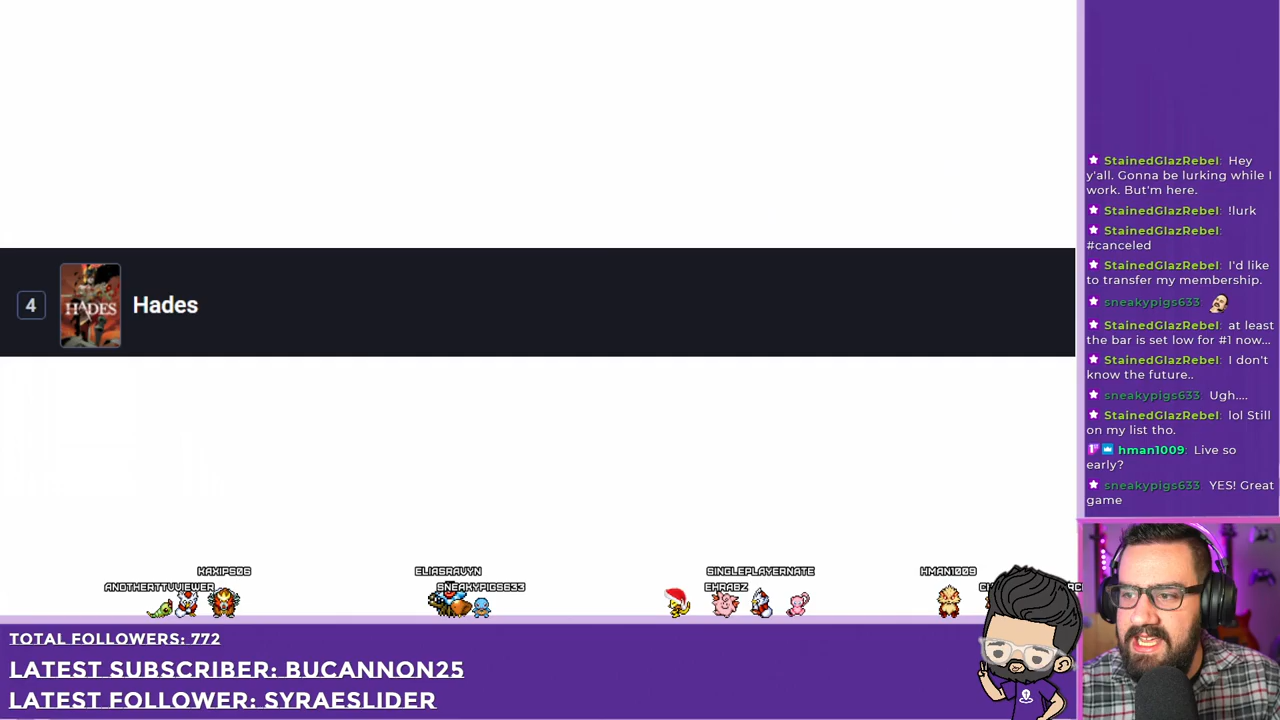 StainedGlazRebel: Hey
y'all. Gonna be lurking while I
work. But'm here.
StainedGlazRebel: !lurk
StainedGlazRebel:
#canceled
StainedGlazRebel: I'd like
to transfer my membership.
sneakypigs633
StainedGlazRebel: at least
the bar is set low for #1 now...
StainedGlazRebel: I don't
know the future..
sneakypigs633 Ugh....
StainedGlazRebel: lol Still
on my list tho.
hman1009: Live so
early?
sneakypigs633 YES! Great
game
4 HADES Hades
ELIASRAVYN SINGLEPLAYERNATE HMAN1009
ANOTHERTTVVIEWER SNEAKYPIGS633 EHRABZ
TOTAL FOLLOWERS: 772
LATEST SUBSCRIBER: BUCANNON25
LATEST FOLLOWER: SYRAESLIDER